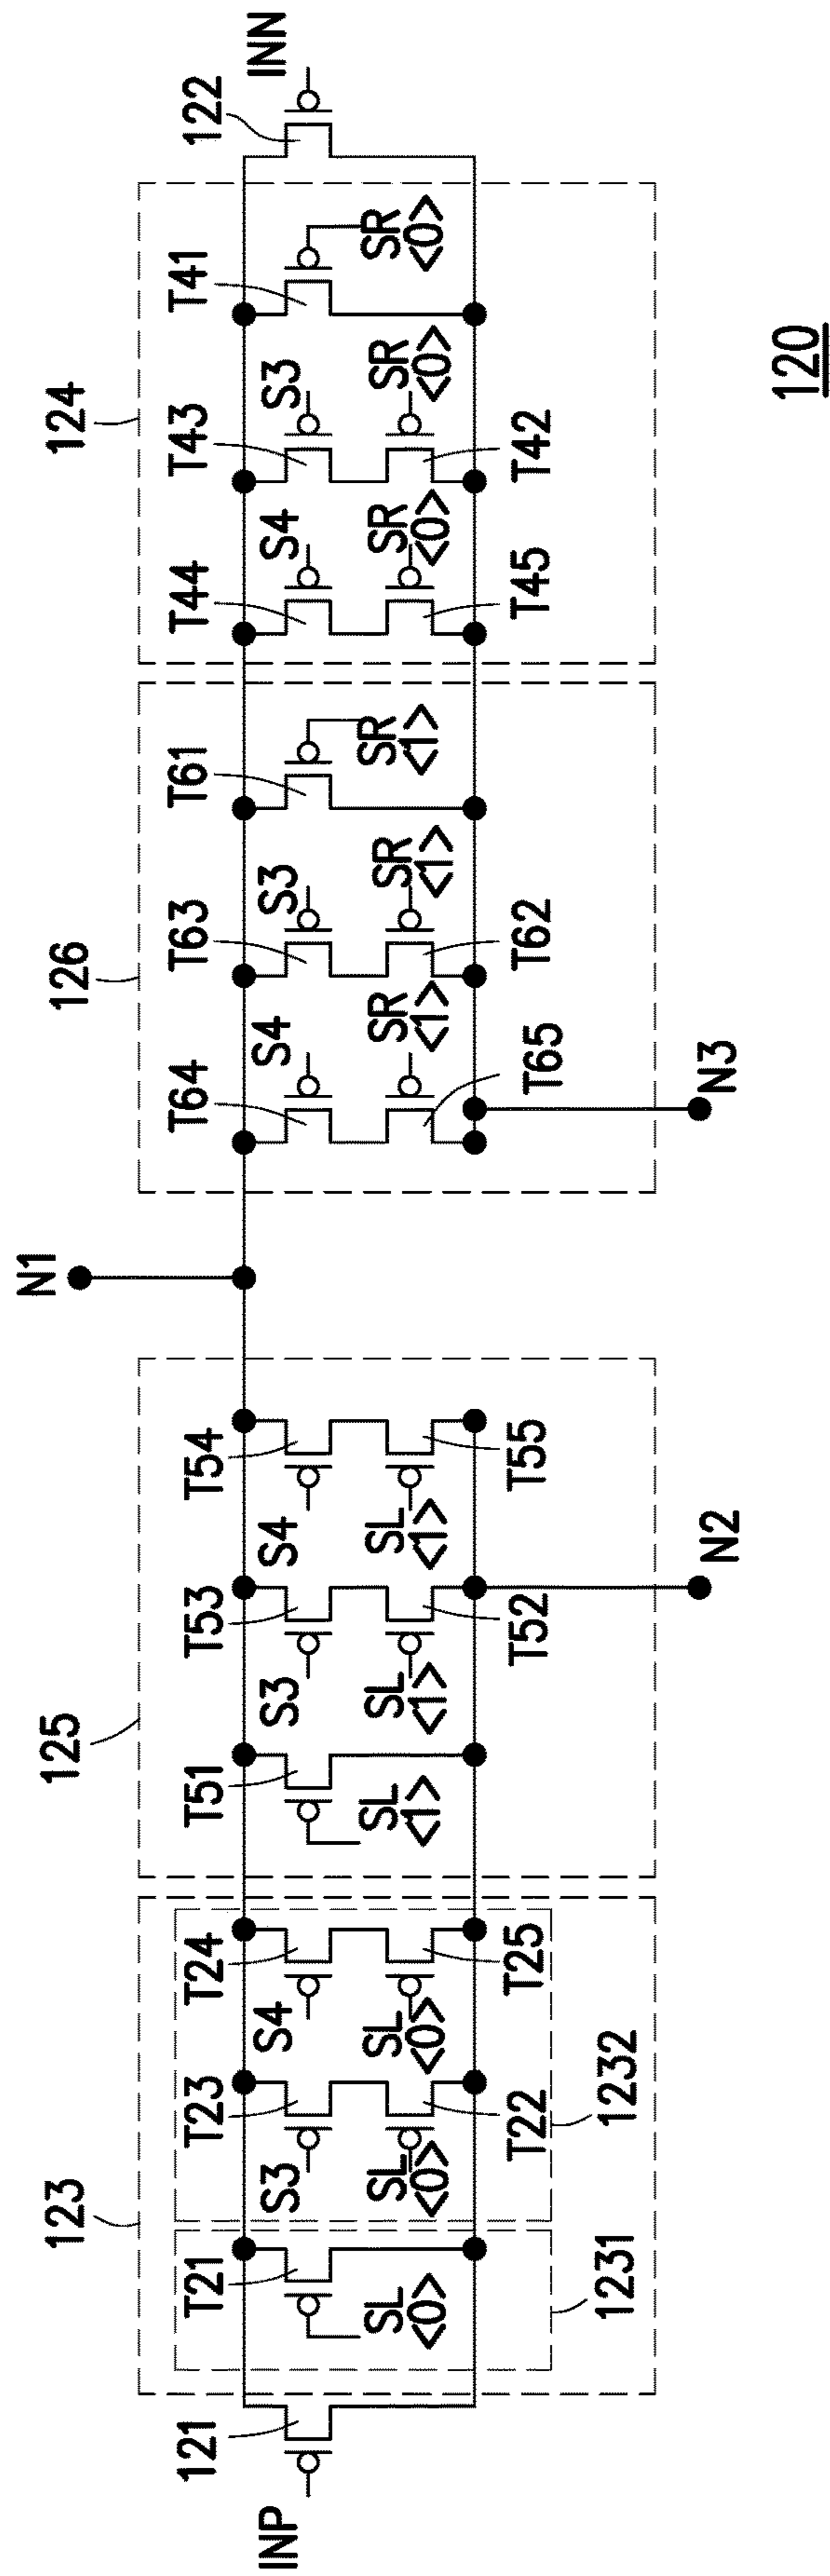 123 125 N1 126 124
121 T21 T23 T24 T51 T53 T54 T64 T63 T61 T44 T43 T41 122
INP S3 S4 S3 S4 S4 S3 S4 S3 INN
SL SL SL SL SL SL SR SR SR SR SR SR
<0> <0> <0> <1> <1> <1> <1> <1> <1> <0> <0> <0>
T22 T25 T52 T55 T65 T62 T45 T42
1231 1232 N2 N3
120